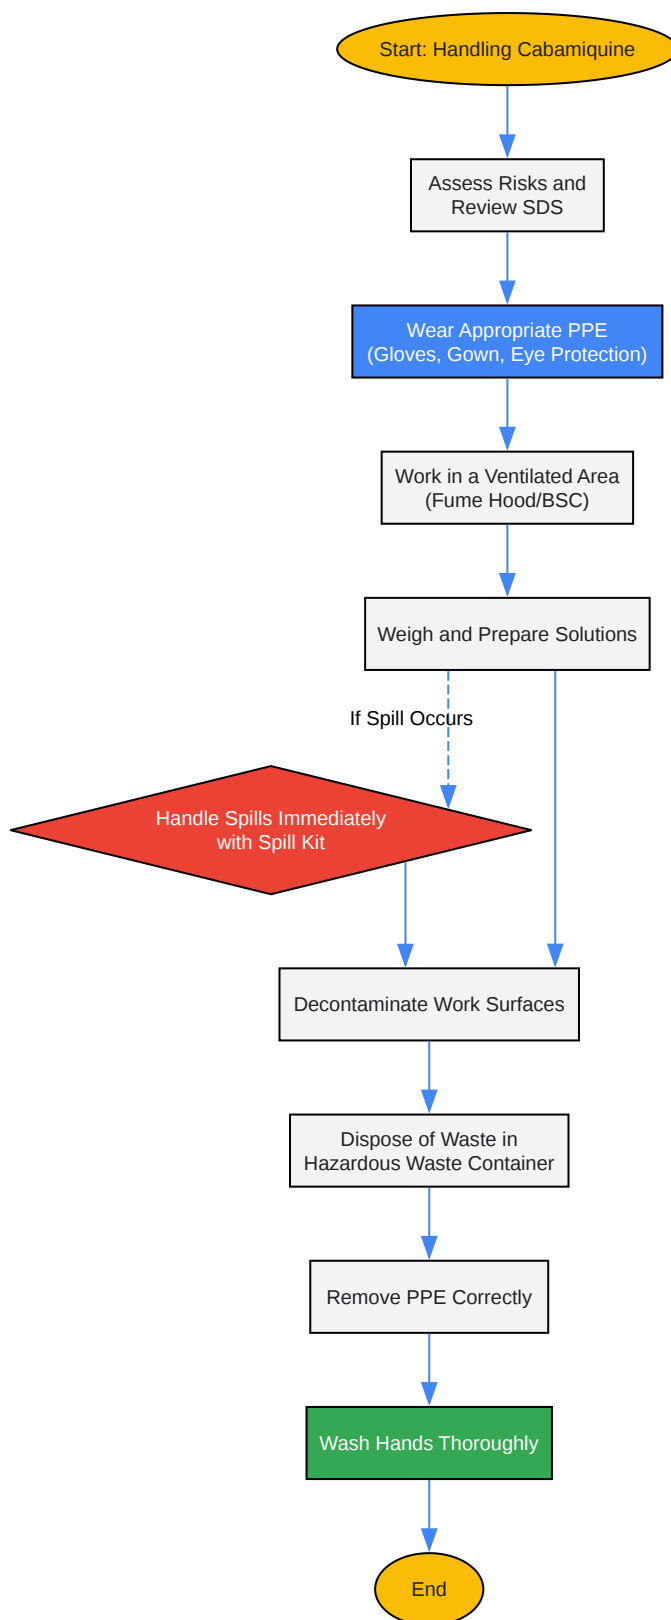 Start: Handling Cabamiquine
Assess Risks and
Review SDS
Wear Appropriate PPE
(Gloves, Gown, Eye Protection)
Work in a Ventilated Area
(Fume Hood/BSC)
Weigh and Prepare Solutions
If Spill Occurs
Handle Spills Immediately
with Spill Kit
Decontaminate Work Surfaces
Dispose of Waste in
Hazardous Waste Container
Remove PPE Correctly
Wash Hands Thoroughly
End